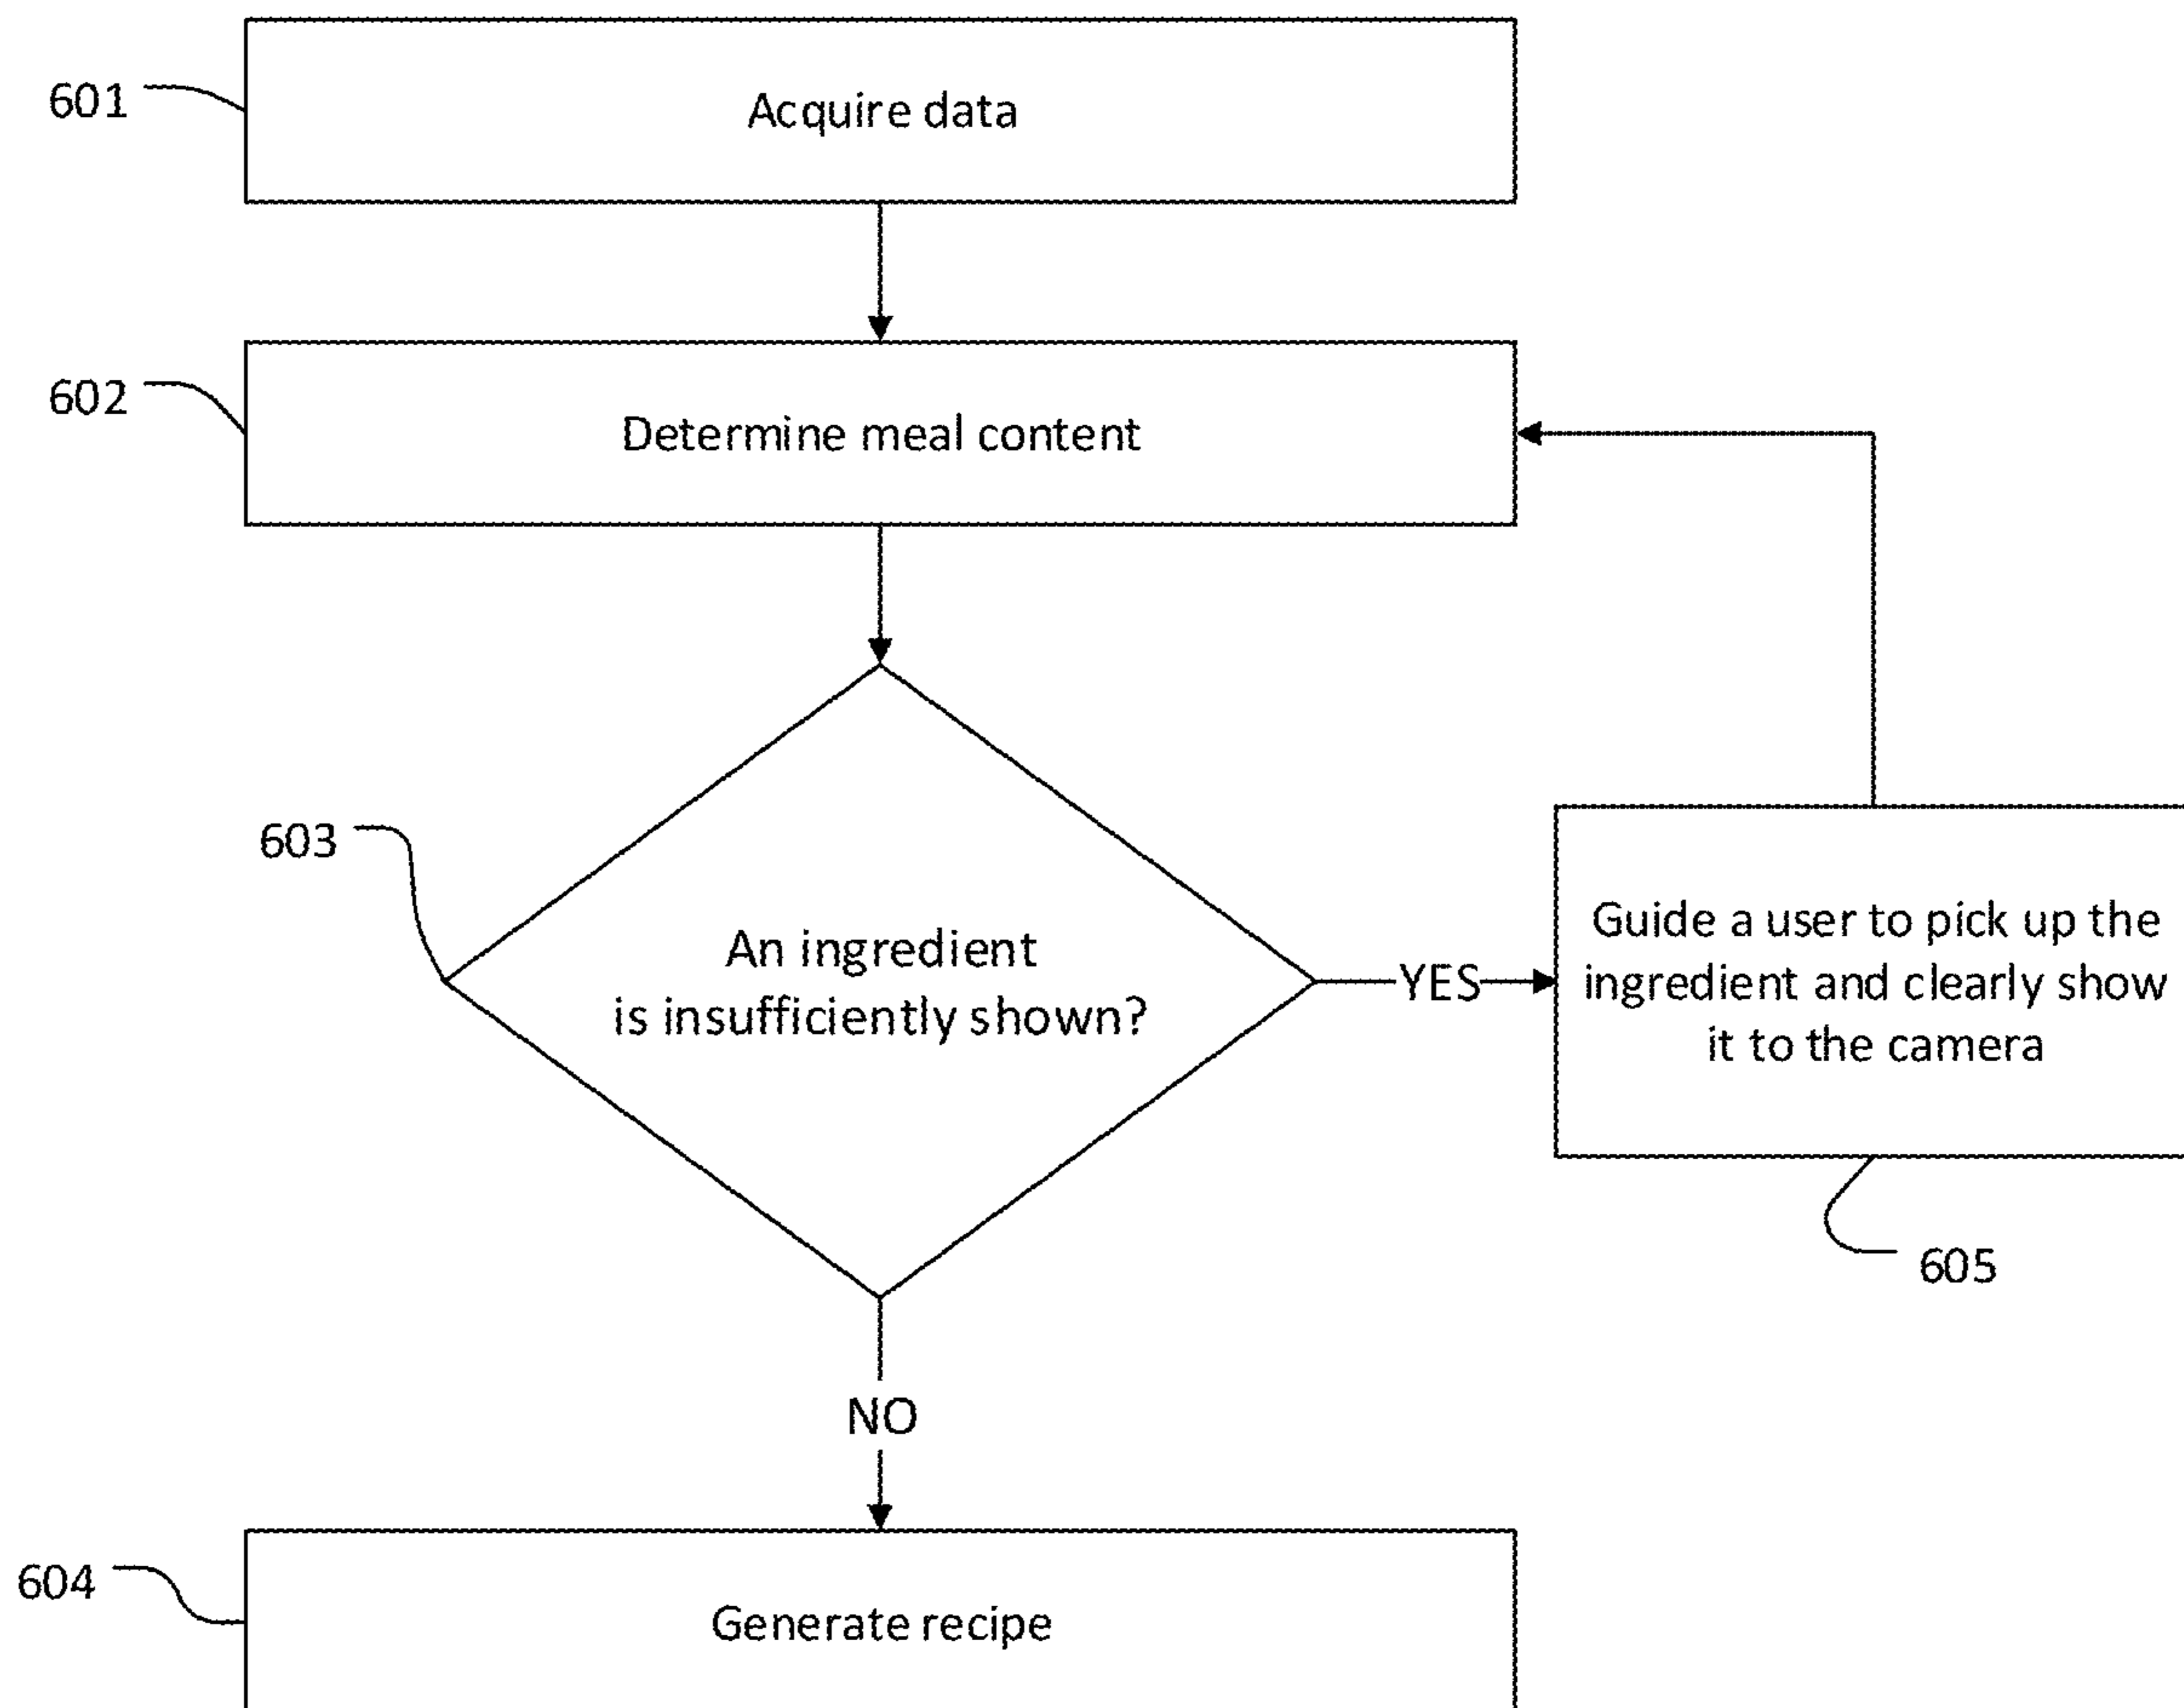 601
Acquire data
602
Determine meal content
603
An ingredient
is insufficiently shown?
YES
Guide a user to pick up the
ingredient and clearly show
it to the camera
605
NO
604
Generate recipe